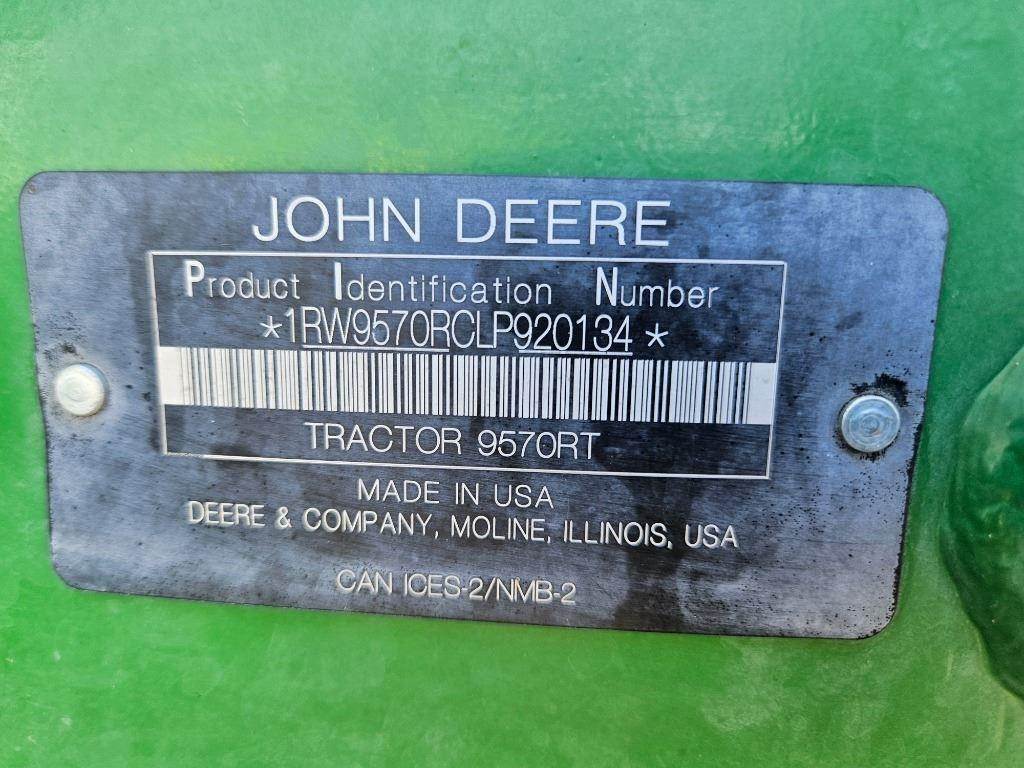 JOHN DEERE
Product Identification Number
*1RW9570RCLP920134*
TRACTOR 9570RT
MADE IN USA
DEERE & COMPANY, MOLINE, ILLINOIS, USA
CAN ICES-2/NMB-2